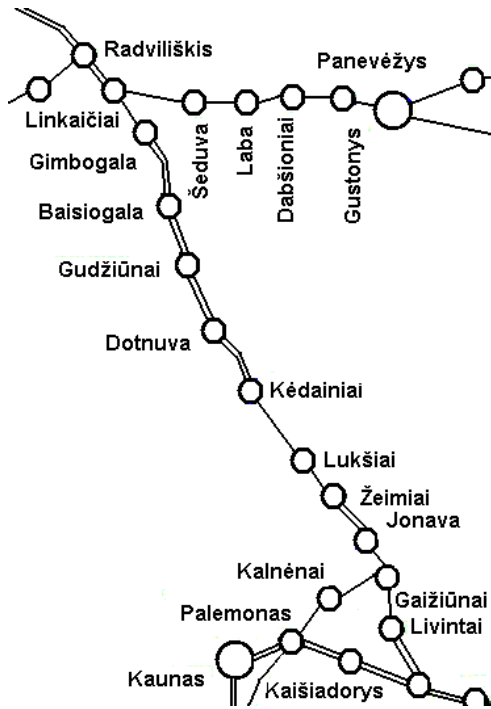 Radviliškis
Panevėžys
Linkaičiai
Šeduva
Laba
Dabšioniai
Gustonys
Gimbogala
Baisiogala
Gudžiūnai
Dotnuva
Kėdainiai
Lukšiai
Žeimiai
Jonava
Kalnėnai
Gaižiūnai
Palemonas
Livintai
Kaunas
Kaišiadorys